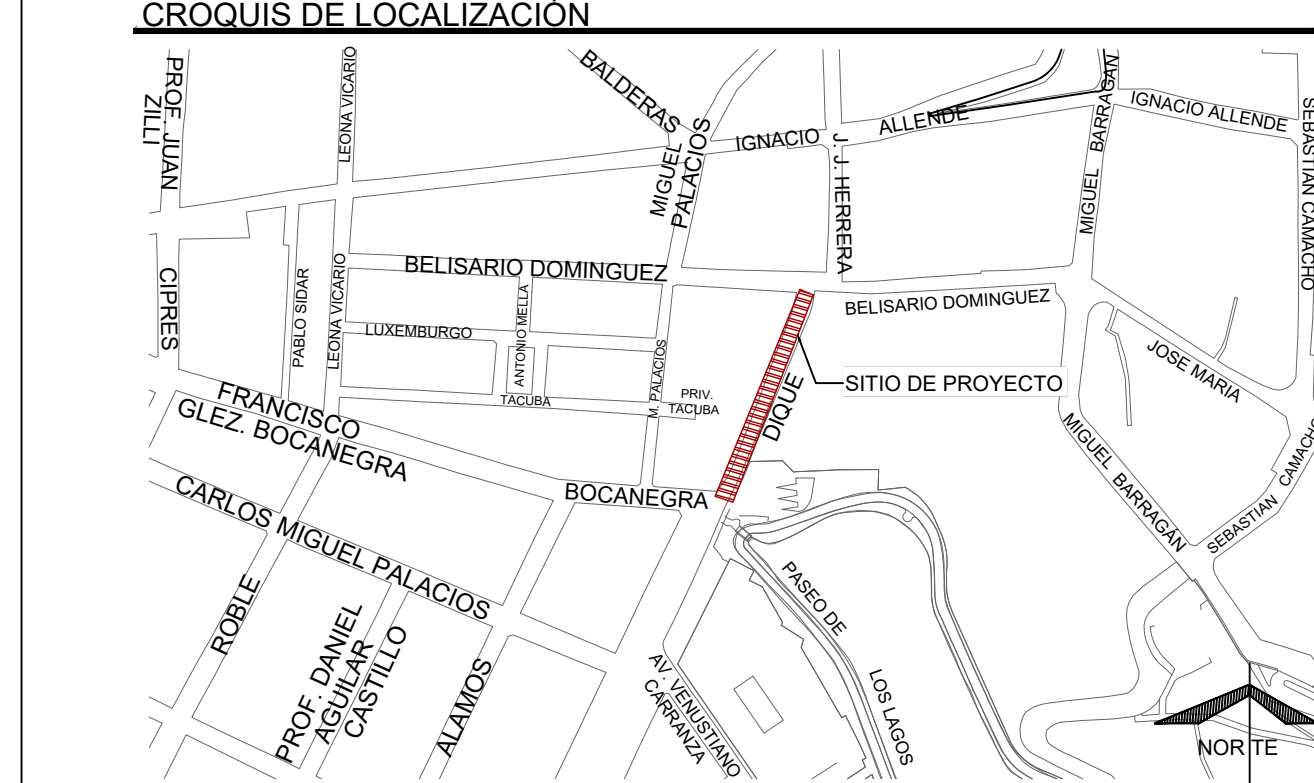 CROQUIS DE LOCALIZACIÓN
PROF. JUAN
ZILLI
LEONA VICARIO
BALDERAS
MIGUEL
PALACIOS
IGNACIO
ALLENDE
J. J. HERRERA
MIGUEL BARRAGÁN
IGNACIO ALLENDE
SEBASTIAN CAMACHO
CIPRES
PABLO SIDAR
LEONA VICARIO
BELISARIO DOMINGUEZ
ANTONIO MELLA
LUXEMBURGO
TACUBA
M. PALACIOS
PRIV.
TACUBA
BELISARIO DOMINGUEZ
SITIO DE PROYECTO
DIQUE
JOSE MARIA
MIGUEL BARRAGÁN
SEBASTIAN CAMACHO
FRANCISCO
GLEZ. BOCANEGRA
BOCANEGRA
CARLOS MIGUEL PALACIOS
ROBLE
PROF. DANIEL
AGUILAR
CASTILLO
ALAMOS
AV. VENUSTIANO
CARRANZA
PASEO DE
LOS LAGOS
NORTE